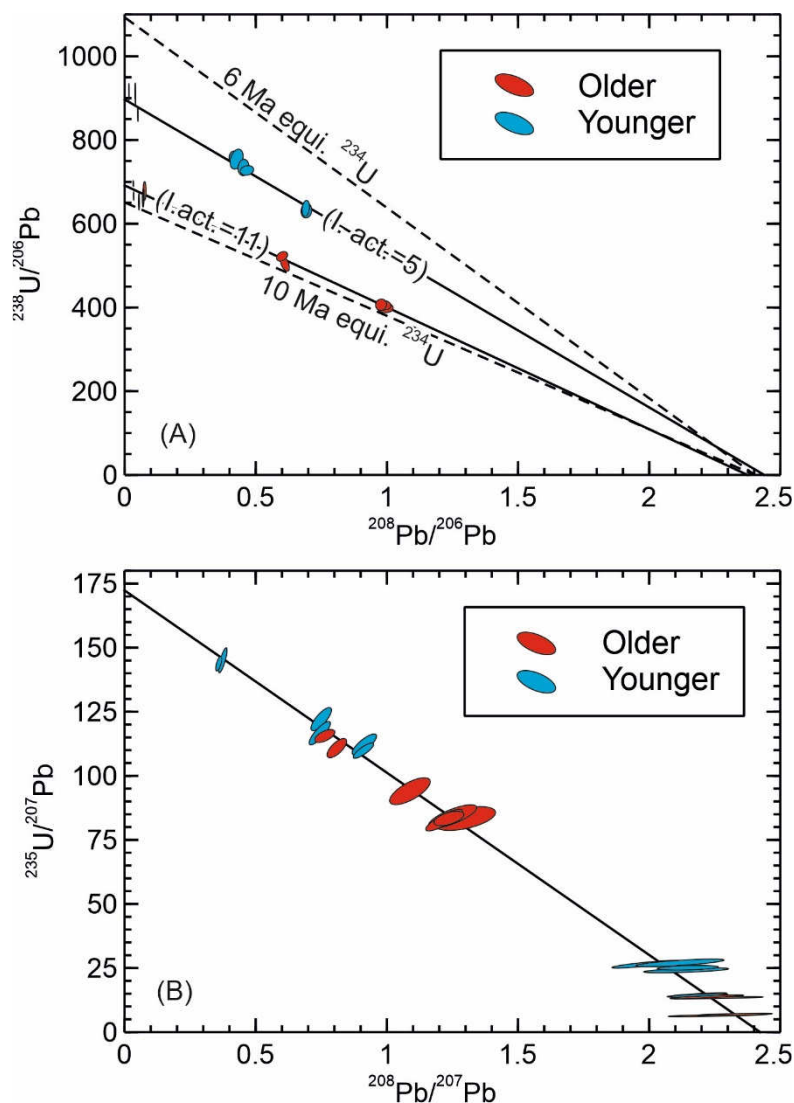 1000
800
600
400
200
0
²³⁸U/²⁰⁶Pb
Older
Younger
6 Ma equi. ²³⁴U
(I. act. =5)
(I. act. =11)
10 Ma equi. ²³⁴U
(A)
0 0.5 1 1.5 2 2.5
²⁰⁸Pb/²⁰⁶Pb
175
150
125
100
75
50
25
0
²³⁵U/²⁰⁷Pb
Older
Younger
(B)
0 0.5 1 1.5 2 2.5
²⁰⁸Pb/²⁰⁷Pb